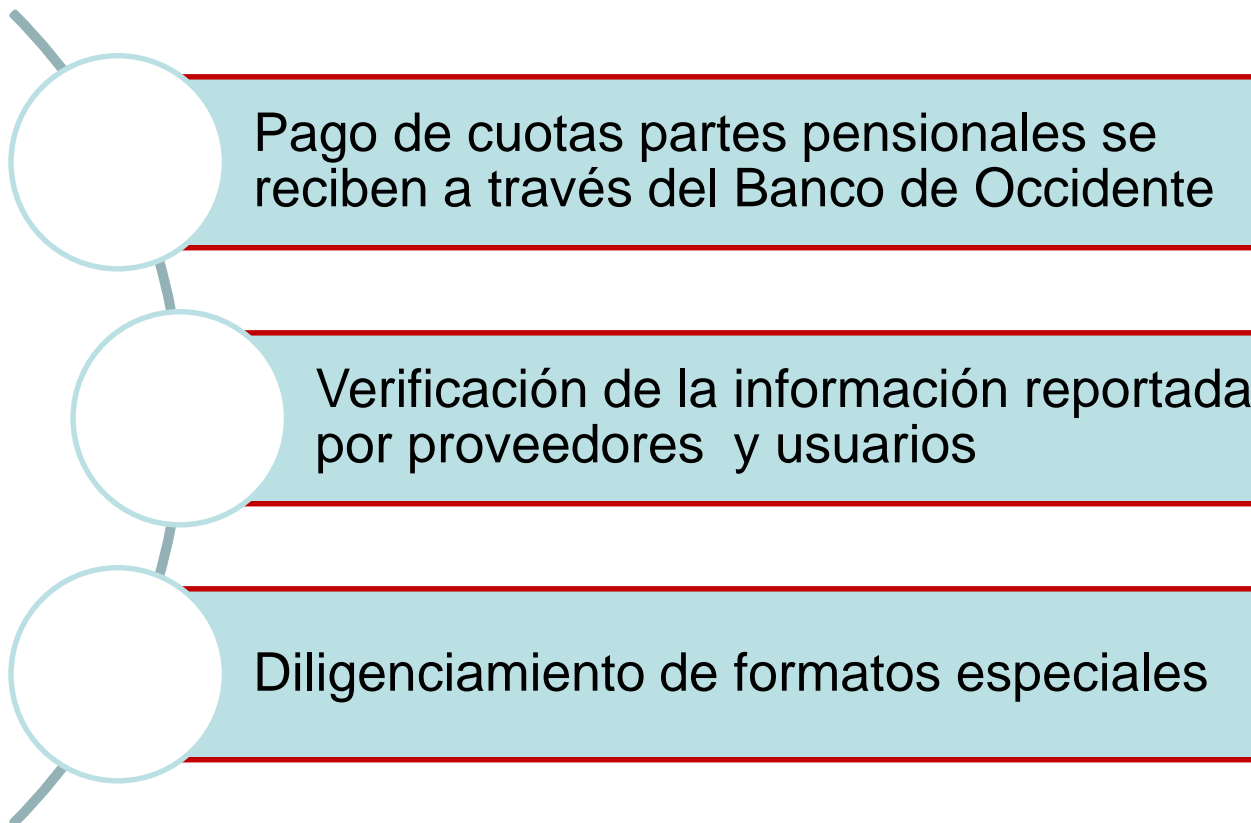 Pago de cuotas partes pensionales se
reciben a través del Banco de Occidente
Verificación de la información reportada
por proveedores  y usuarios
Diligenciamiento de formatos especiales